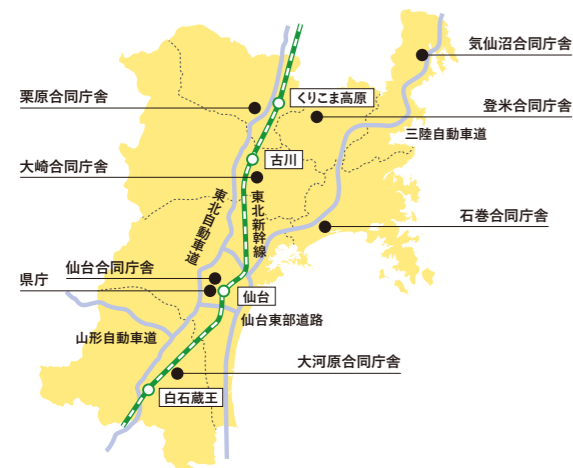 気仙沼合同庁舎
栗原合同庁舎
くりこま高原
登米合同庁舎
三陸自動車道
古川
大崎合同庁舎
東北自動車道
東北新幹線
石巻合同庁舎
仙台合同庁舎
県庁
仙台
仙台東部道路
山形自動車道
大河原合同庁舎
白石蔵王